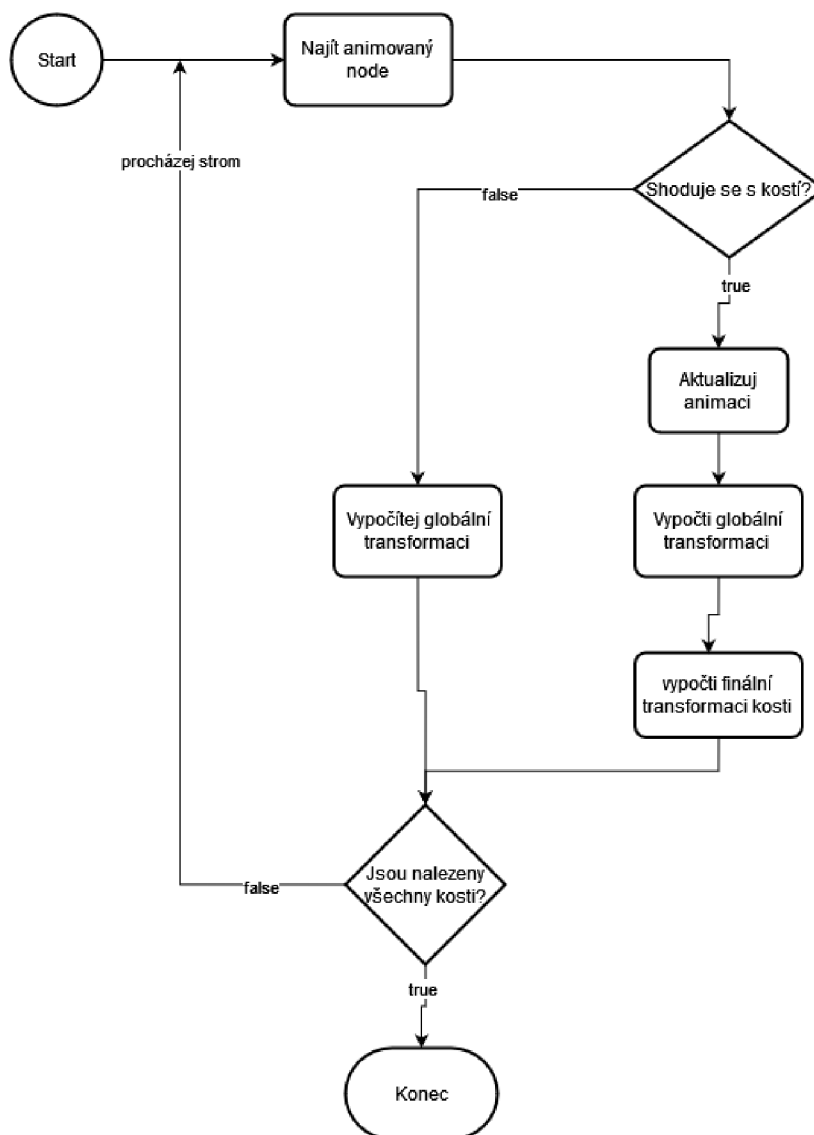 Start
Najít animovaný
node
procházej strom
Shoduje se s kostí?
false
true
Aktualizuj
animaci
Vypočítej globální
transformaci
Vypočti globální
transformaci
vypočti finální
transformaci kosti
Jsou nalezeny
všechny kosti?
false
true
Konec